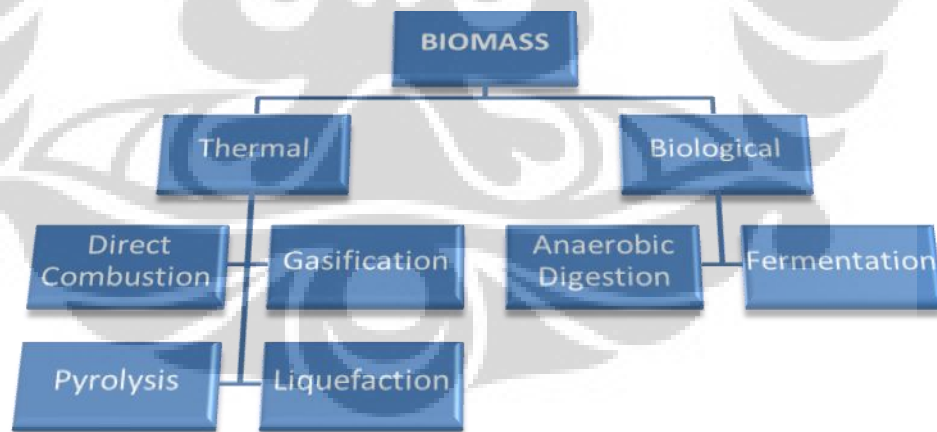 BIOMASS
Thermal
Biological
Direct
Combustion
Gasification
Anaerobic
Digestion
Fermentation
Pyrolysis
Liquefaction